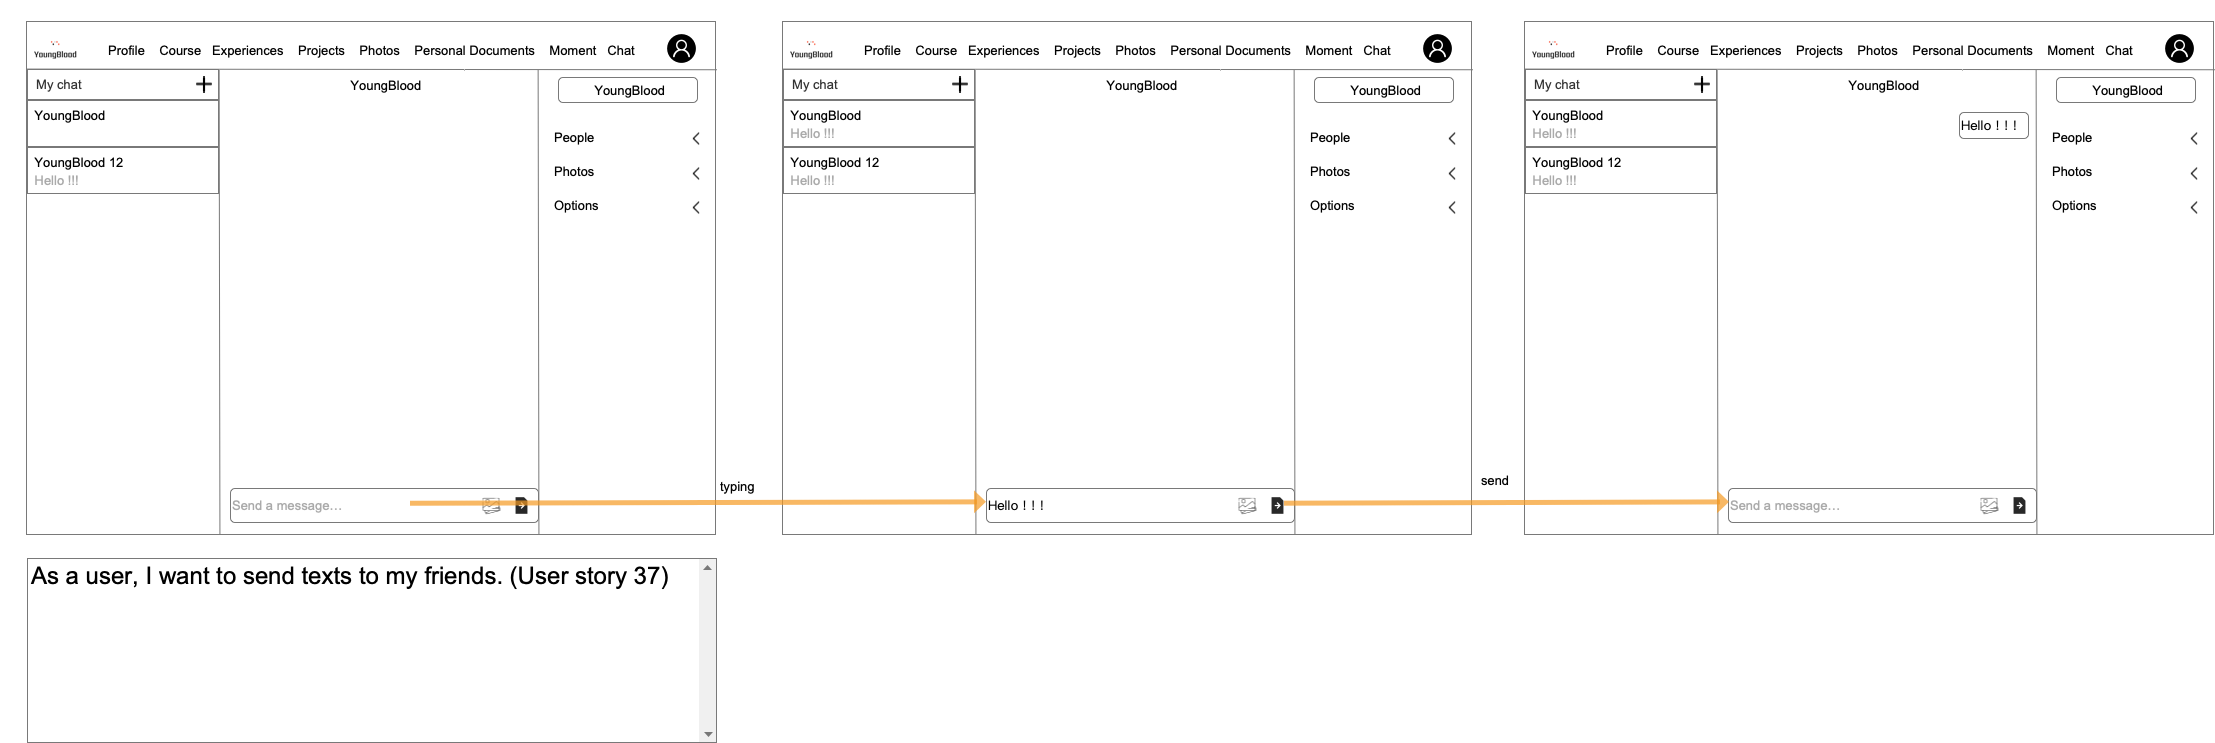 YoungBlood
Profile Course Experiences Projects Photos Personal Documents Moment Chat
My chat
YoungBlood
YoungBlood 12
Hello !!!
YoungBlood
Send a message...
YoungBlood
People
Photos
Options
typing
YoungBlood
Profile Course Experiences Projects Photos Personal Documents Moment Chat
My chat
YoungBlood
Hello !!!
YoungBlood 12
Hello !!!
YoungBlood
Hello ! ! !
YoungBlood
People
Photos
Options
send
YoungBlood
Profile Course Experiences Projects Photos Personal Documents Moment Chat
My chat
YoungBlood
Hello !!!
YoungBlood 12
Hello !!!
YoungBlood
Hello ! ! !
Send a message...
YoungBlood
People
Photos
Options
As a user, I want to send texts to my friends. (User story 37)